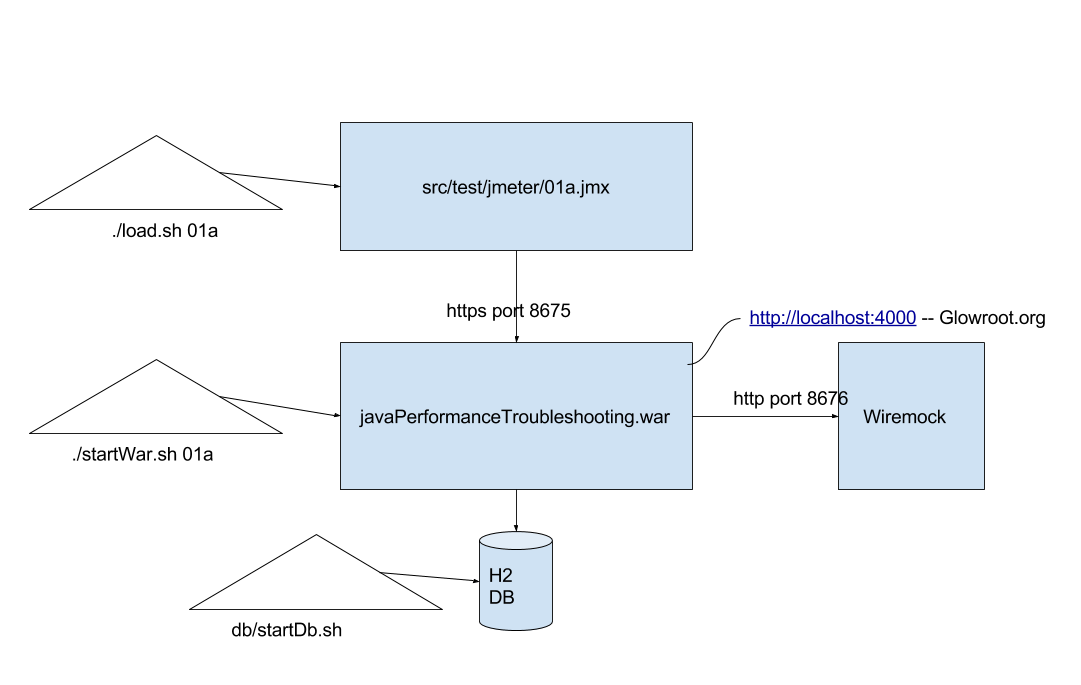 src/test/jmeter/01a.jmx
./load.sh 01a
https port 8675
http://localhost:4000 -- Glowroot.org
http port 8676
javaPerformanceTroubleshooting.war
Wiremock
./startWar.sh 01a
H2
DB
db/startDb.sh